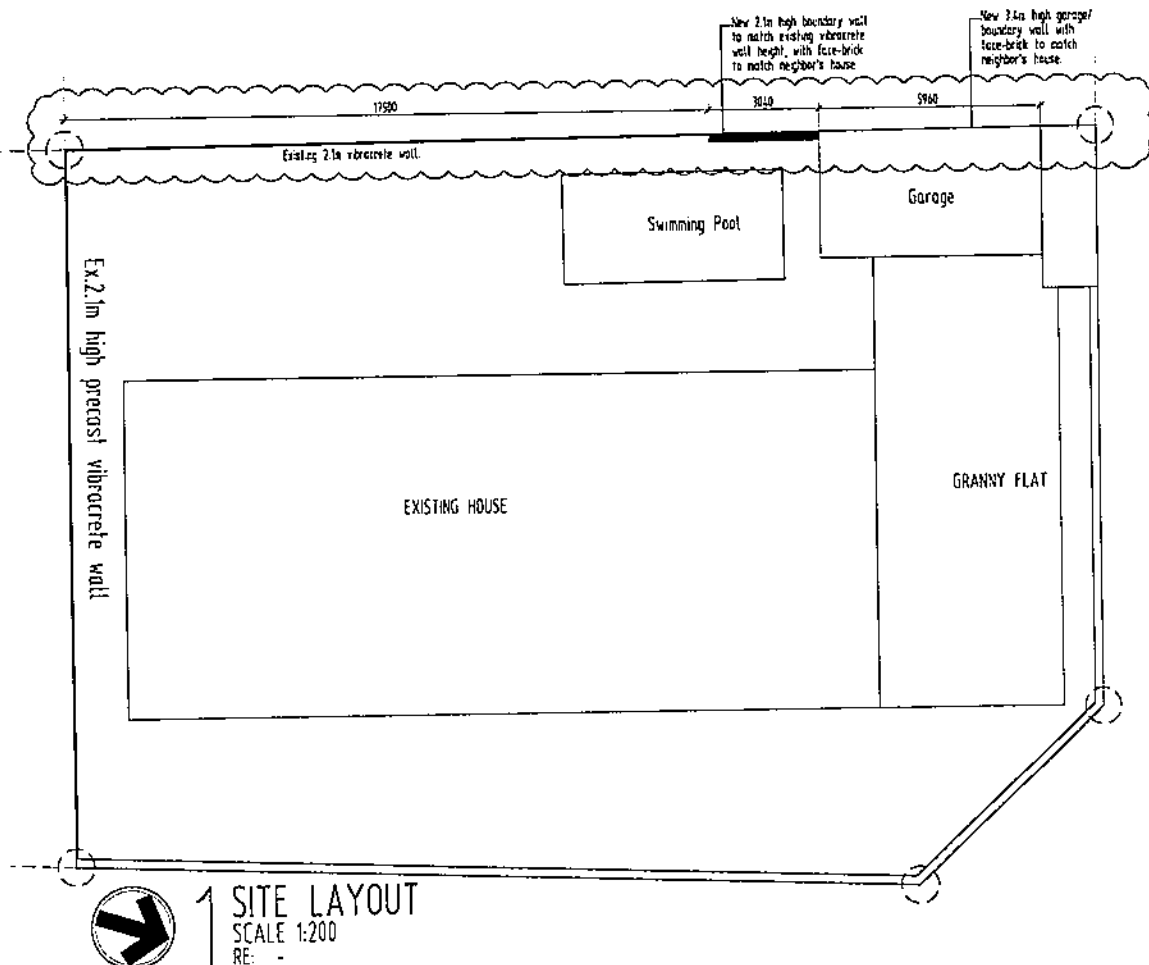 New 2.1m high boundary wall
to match existing vibracrete
wall height, with face-brick
to match neighbor's house
New 3.4m high garage/
boundary wall with
face-brick to match
neighbor's house.
3040
5960
Existing 2.1m vibracrete wall.
Swimming Pool
Garage
Ex.2.1m high precast vibracrete wall
EXISTING HOUSE
GRANNY FLAT
1 SITE LAYOUT
SCALE 1:200
RE: -